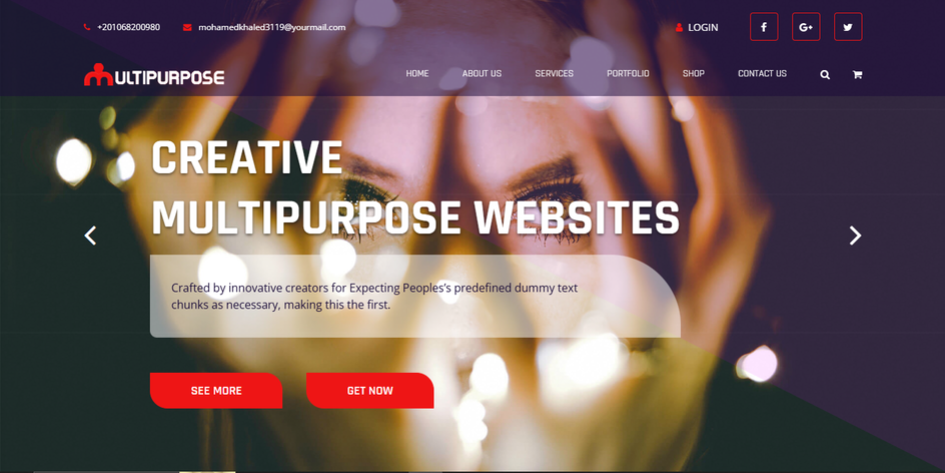 +201068200980 mohamedkhaled3119@yourmail.com LOGIN f G+
MULTIPURPOSE HOME ABOUT US SERVICES PORTFOLIO SHOP CONTACT US
CREATIVE
MULTIPURPOSE WEBSITES
Crafted by innovative creators for Expecting Peoples's predefined dummy text
chunks as necessary, making this the first.
SEE MORE GET NOW